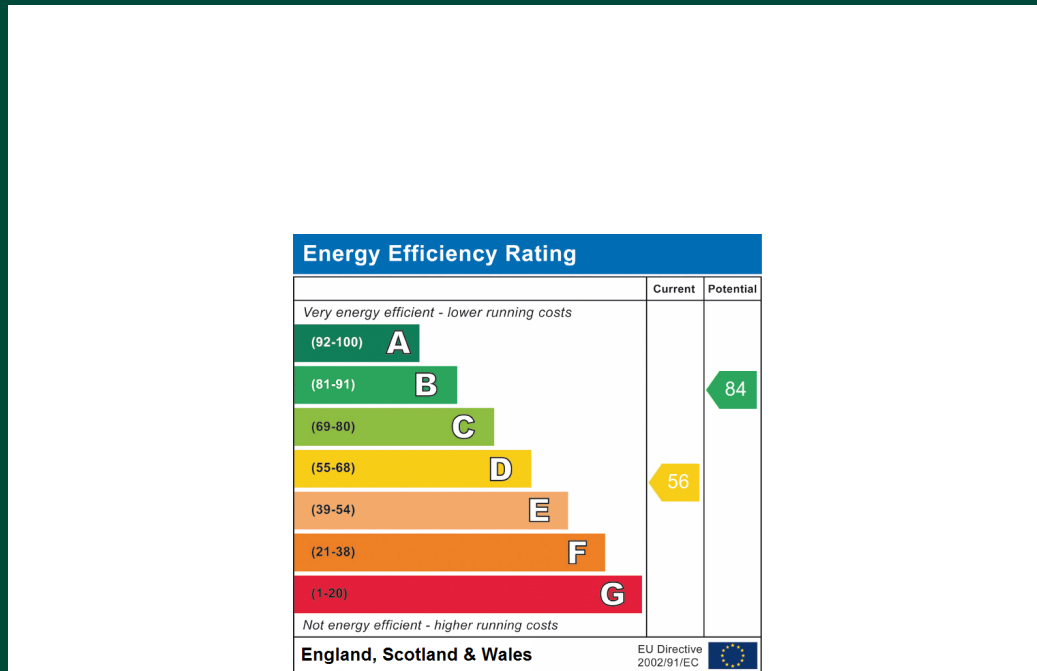 Energy Efficiency Rating
Current Potential
Very energy efficient - lower running costs
(92-100) A
(81-91) B
84
(69-80) C
(55-68) D
56
(39-54) E
(21-38) F
(1-20) G
Not energy efficient - higher running costs
England, Scotland & Wales
EU Directive
2002/91/EC